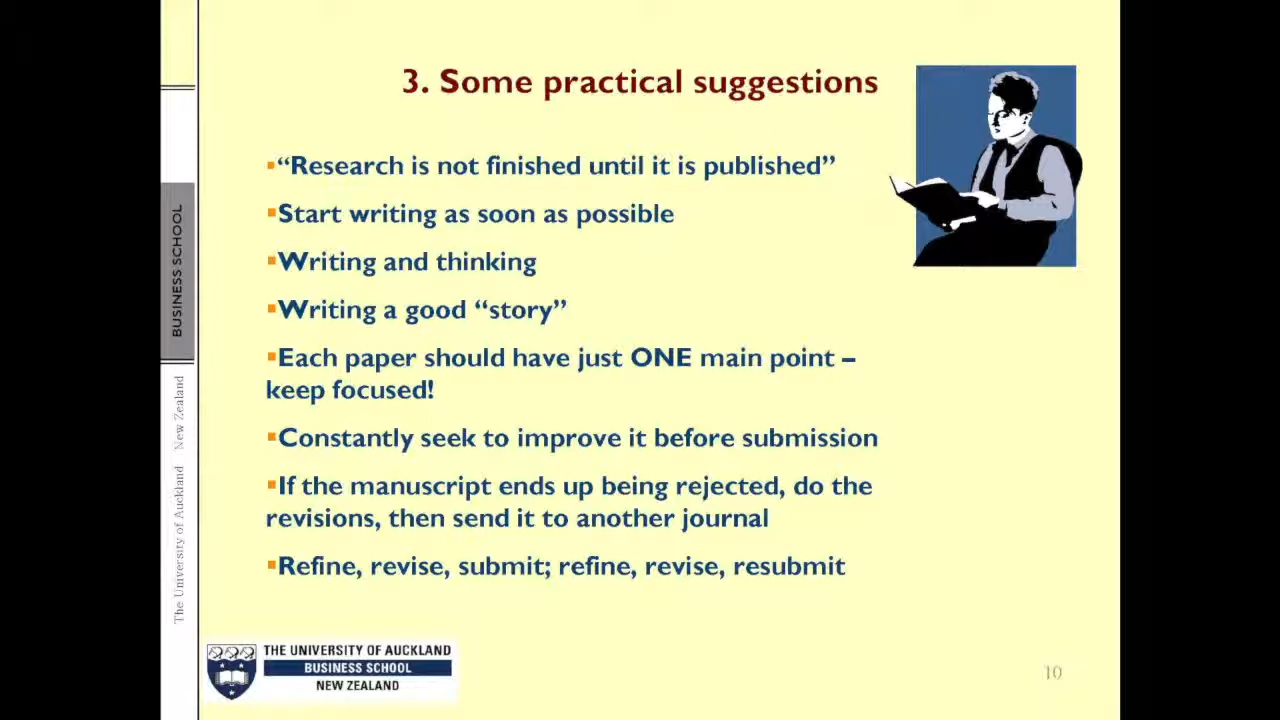 3. Some practical suggestions
▪“Research is not finished until it is published”
▪Start writing as soon as possible
▪Writing and thinking
▪Writing a good “story”
▪Each paper should have just ONE main point –
keep focused!
▪Constantly seek to improve it before submission
▪If the manuscript ends up being rejected, do the
revisions, then send it to another journal
▪Refine, revise, submit; refine, revise, resubmit
BUSINESS SCHOOL
The University of Auckland New Zealand
THE UNIVERSITY OF AUCKLAND
BUSINESS SCHOOL
NEW ZEALAND
10